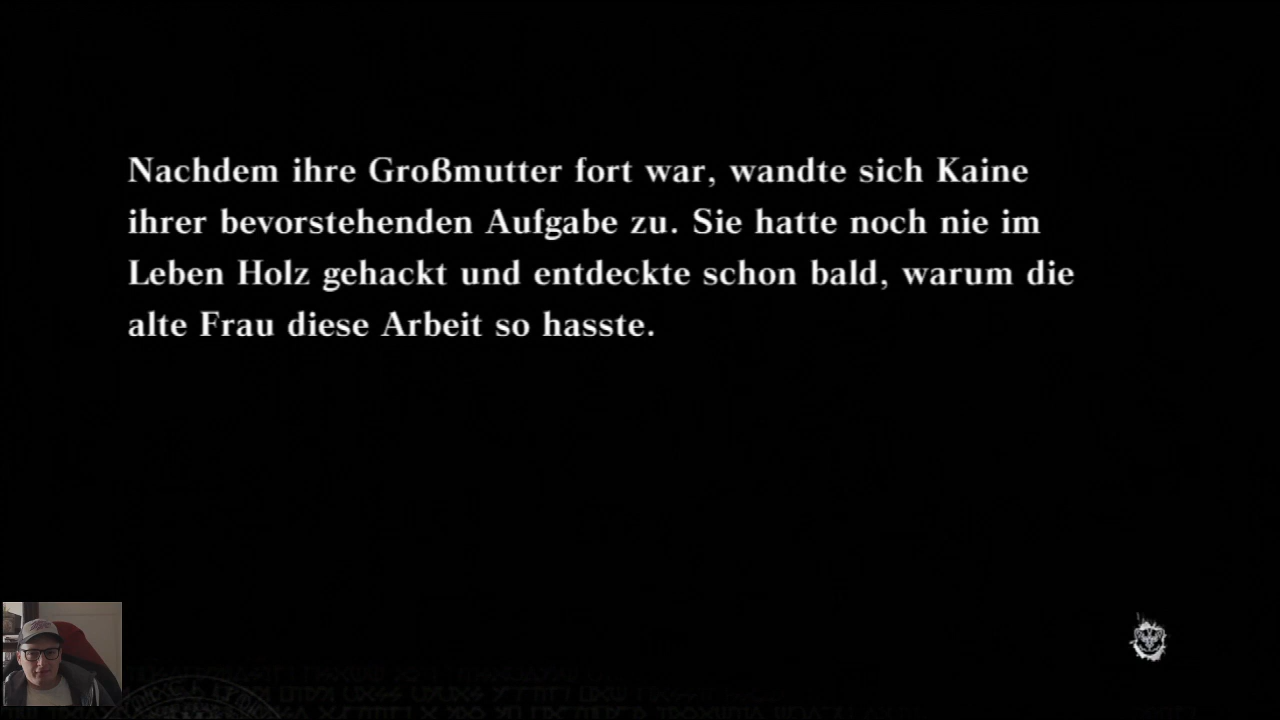 Nachdem ihre Großmutter fort war, wandte sich Kaine
ihrer bevorstehenden Aufgabe zu. Sie hatte noch nie im
Leben Holz gehackt und entdeckte schon bald, warum die
alte Frau diese Arbeit so hasste.